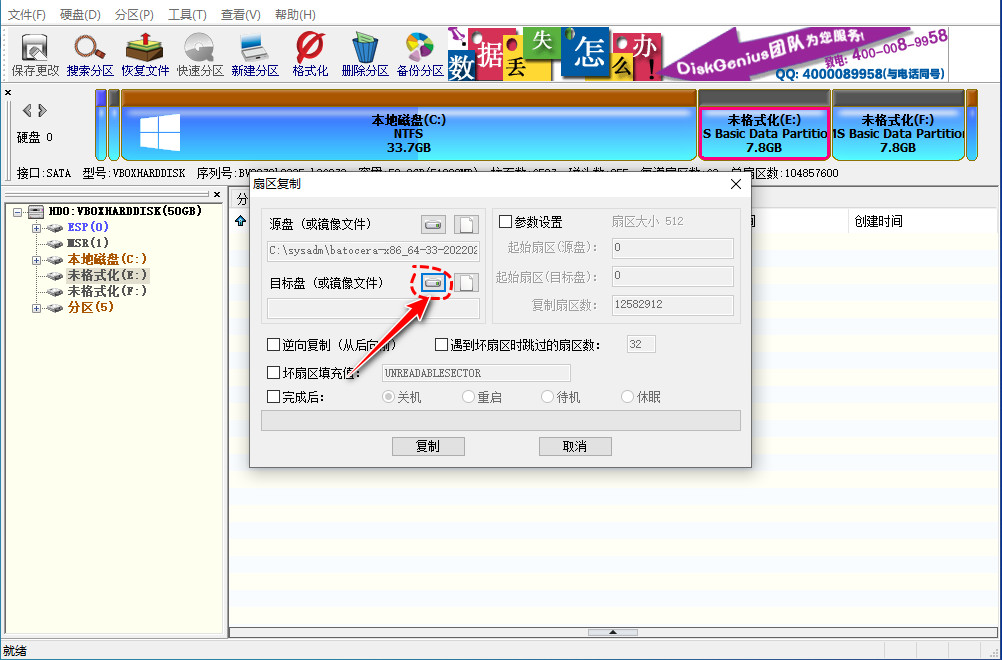 文件(F) 硬盘(D) 分区(P) 工具(T) 查看(V) 帮助(H)
保存更改 搜索分区 恢复文件 快速分区 新建分区 格式化 删除分区 备份分区
数据丢失怎么办!
DiskGenius团队为您服务!
致电: 400-008-9958
QQ: 4000089958(与电话同号)
硬盘 0
本地磁盘(C:)
NTFS
33.7GB
未格式化(E:)
S Basic Data Partitio
7.8GB
未格式化(F:)
MS Basic Data Partition
7.8GB
接口:SATA 型号:VBOXHARDDISK 序列号:
总扇区数:104857600
HD0:VBOXHARDDISK(50GB)
ESP(0)
MSR(1)
本地磁盘(C:)
未格式化(E:)
未格式化(F:)
分区(5)
分
创建时间
扇区复制
源盘（或镜像文件）
C:\sysadm\batocera-x86_64-33-202202
目标盘（或镜像文件）
参数设置 扇区大小 512
起始扇区(源盘): 0
起始扇区(目标盘): 0
复制扇区数: 12582912
逆向复制（从后向前） 遇到坏扇区时跳过的扇区数: 32
坏扇区填充值: UNREADABLESECTOR
完成后: 关机 重启 待机 休眠
复制 取消
就绪